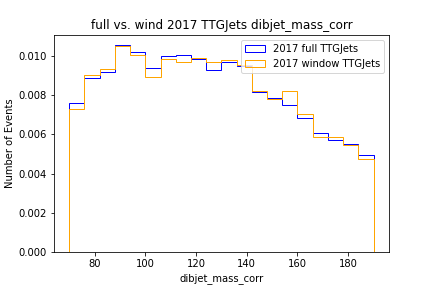 full vs. wind 2017 TTGJets dibjet_mass_corr
2017 full TTGJets
2017 window TTGJets
Number of Events
0.010
0.008
0.006
0.004
0.002
0.000
80 100 120 140 160 180
dibjet_mass_corr